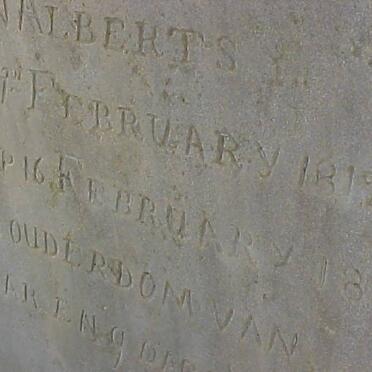 ALBERTS
FEBRUARY 181
P 16 FEBRUARY 18
OUDERDOM VAN